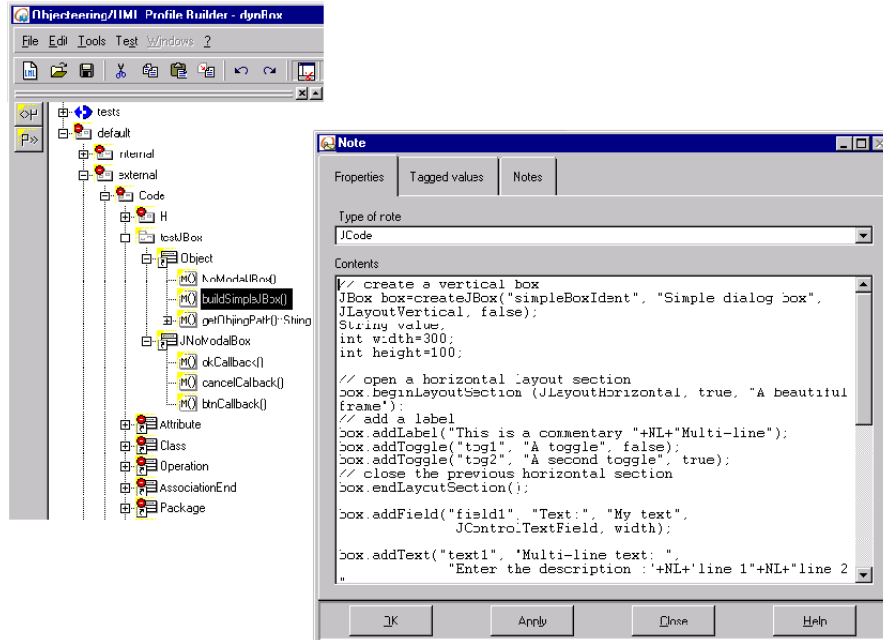 Objecteering/UML Profile Builder - dynBox
File Edit Tools Test Windows ?
tests
default
internal
external
Code
H
testJBox
Object
NoModalJBox()
buildSimpleJBox()
getObjingPath():String
JNoModalBox
okCallback()
cancelCalback()
btnCallback()
Attribute
Class
Operation
AssociationEnd
Package
Note
Properties Tagged values Notes
Type of note
JCode
Contents
// create a vertical box
JBox box=createJBox("simpleBoxIdent", "Simple dialog box",
JLayoutVertical, false);
String value;
int width=300;
int height=100;
// open a horizontal layout section
box.beginLayoutSection (JLayoutHorizontal, true, "A beautiful
frame");
// add a label
box.addLabel("This is a commentary "+NL+"Multi-line");
box.addToggle("tog1", "A toggle", false);
box.addToggle("tog2", "A second toggle", true);
// close the previous horizontal section
box.endLayoutSection();
box.addField("field1", "Text:", "My text",
JControlTextField, width);
box.addText("text1", "Multi-line text: ",
"Enter the description :"+NL+"line 1"+NL+"line 2
"
OK Apply Close Help